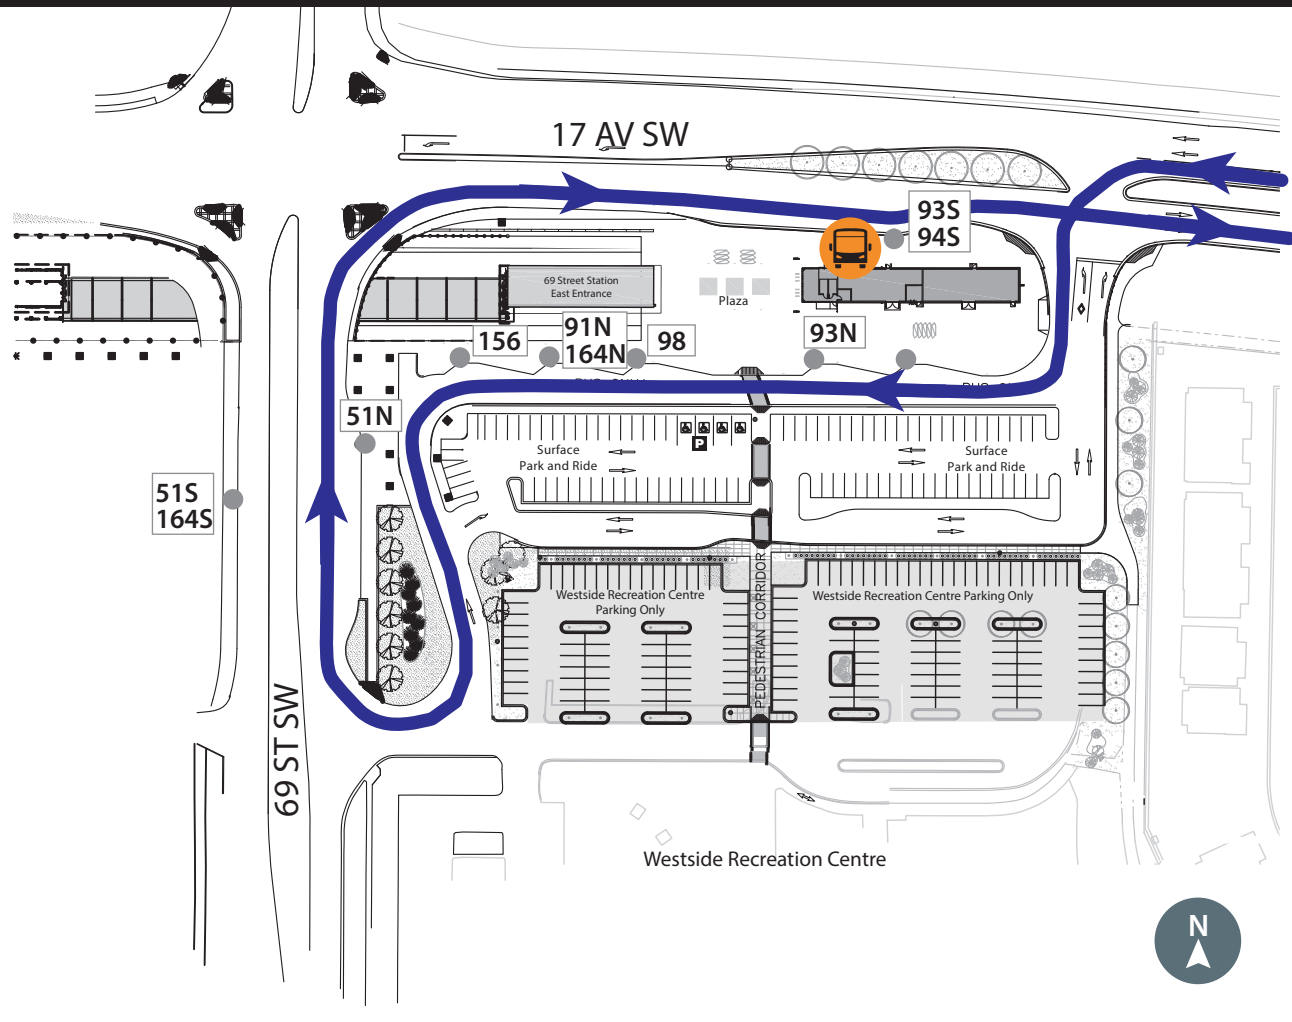 17 AV SW
93S
94S
69 Street Station
East Entrance
Plaza
156
91N
164N
98
93N
51N
51S
164S
P
Surface
Park and Ride
Surface
Park and Ride
Westside Recreation Centre
Parking Only
Westside Recreation Centre Parking Only
PEDESTRIAN CORRIDOR
69 ST SW
Westside Recreation Centre
N